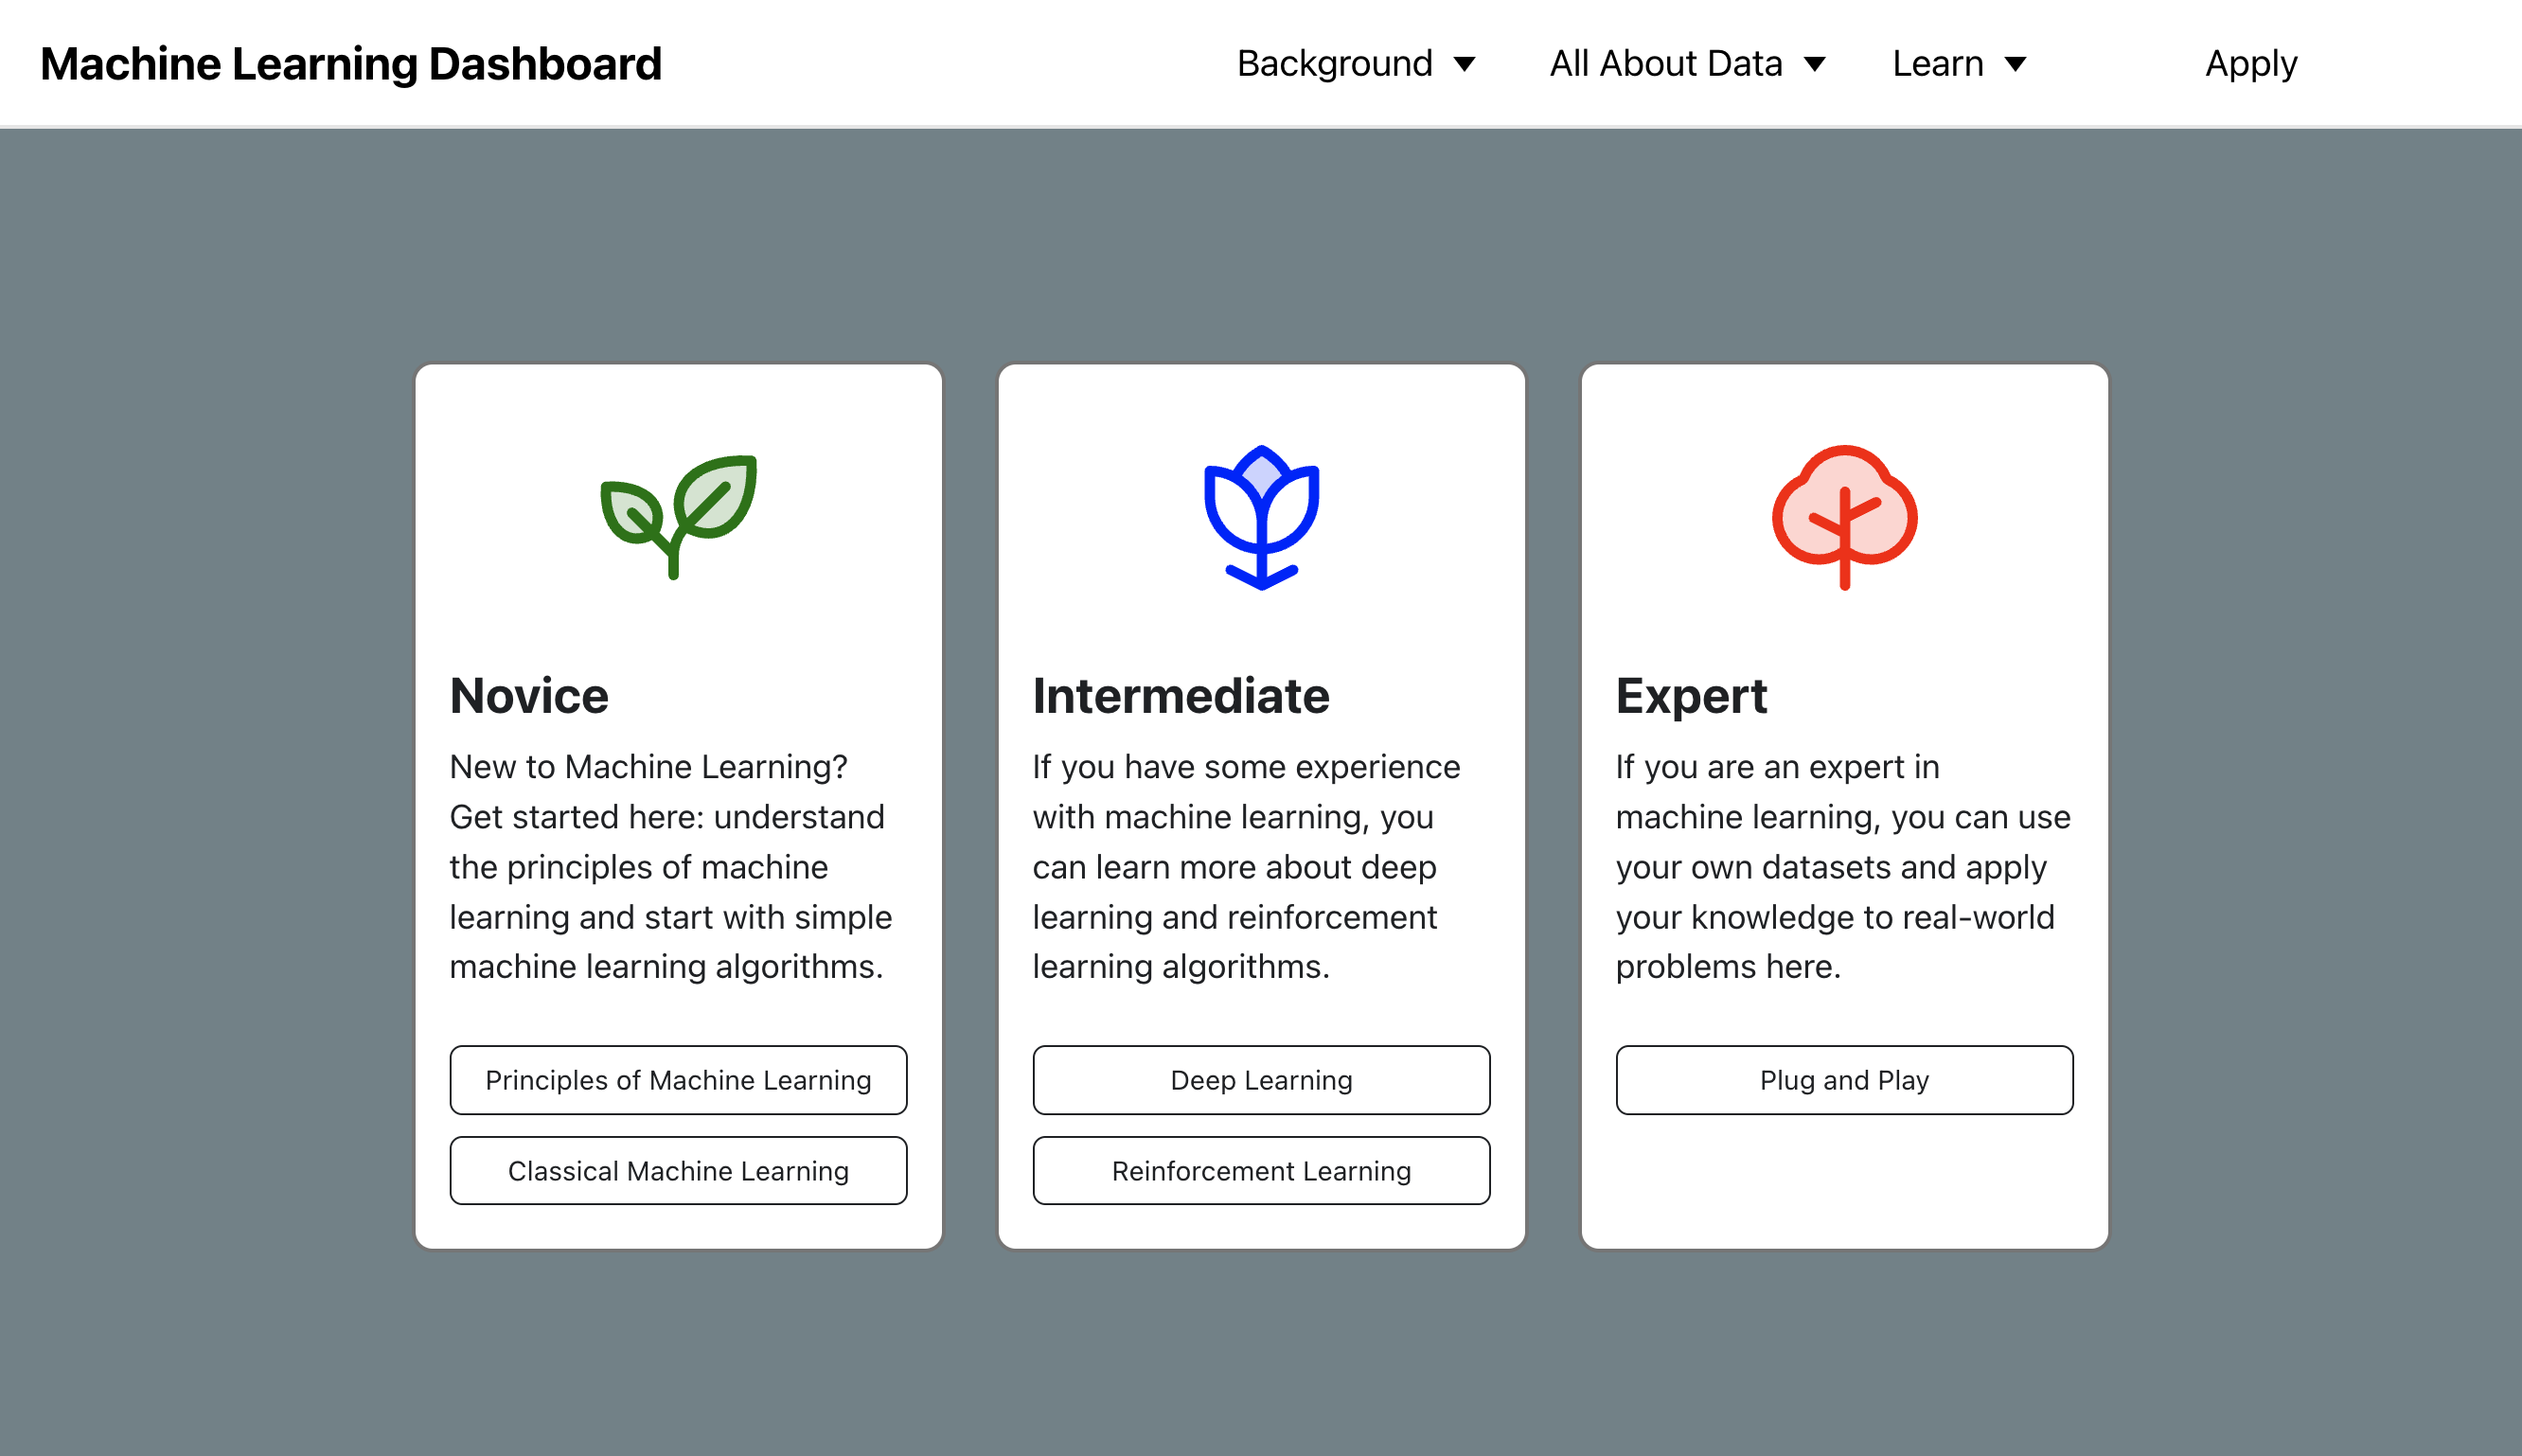 Machine Learning Dashboard
Background
All About Data
Learn
Apply
Novice
New to Machine Learning?
Get started here: understand
the principles of machine
learning and start with simple
machine learning algorithms.
Principles of Machine Learning
Classical Machine Learning
Intermediate
If you have some experience
with machine learning, you
can learn more about deep
learning and reinforcement
learning algorithms.
Deep Learning
Reinforcement Learning
Expert
If you are an expert in
machine learning, you can use
your own datasets and apply
your knowledge to real-world
problems here.
Plug and Play